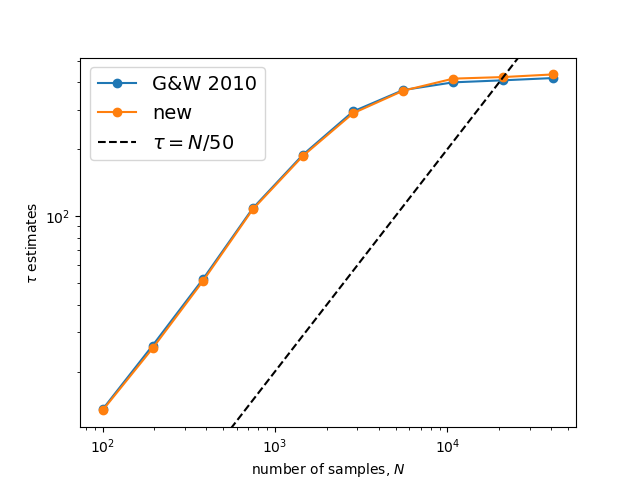 G&W 2010
new
τ = N/50
10²
τ estimates
10² 10³ 10⁴
number of samples, N